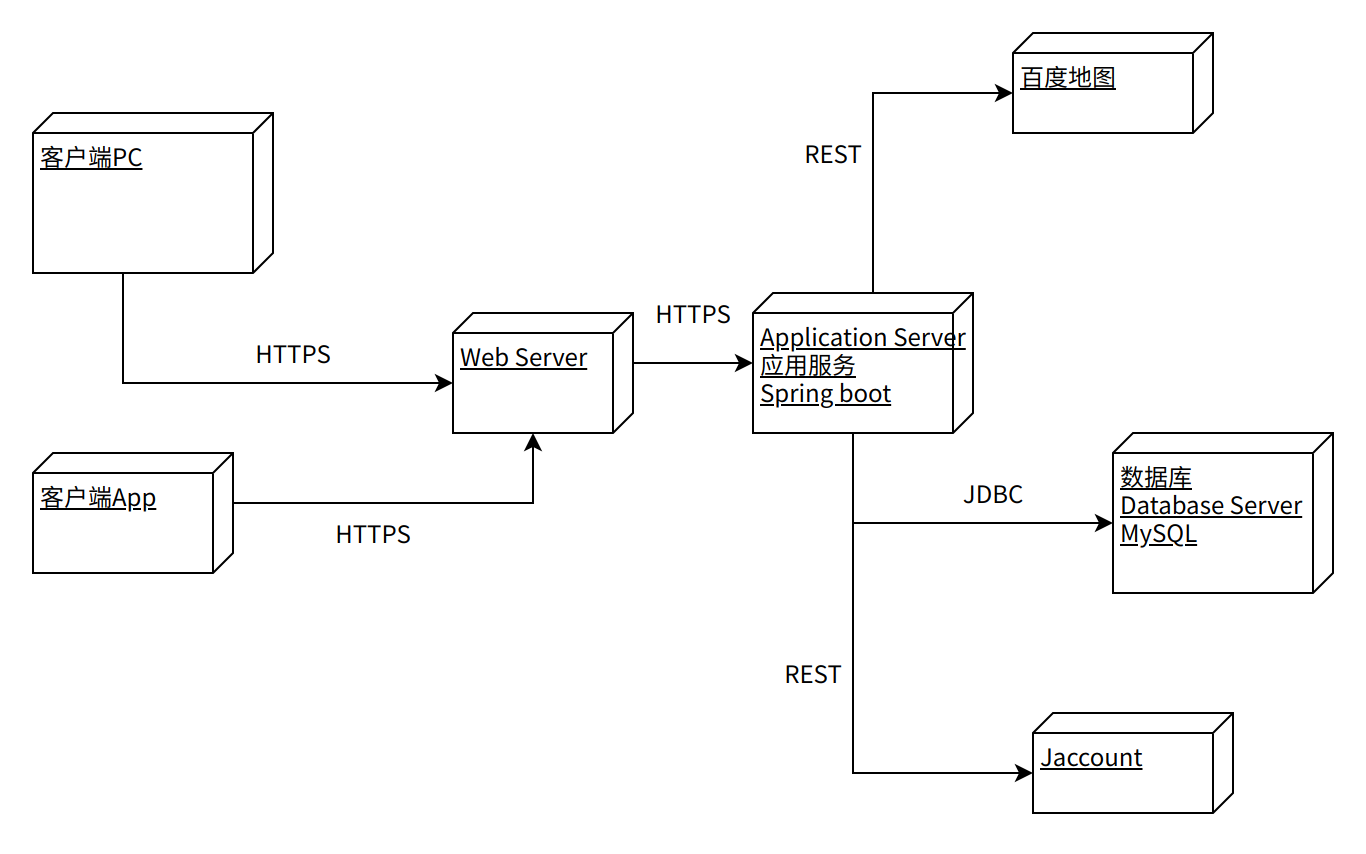 百度地图
客户端PC
REST
HTTPS
HTTPS
Web Server
Application Server
应用服务
Spring boot
客户端App
HTTPS
JDBC
数据库
Database Server
MySQL
REST
Jaccount